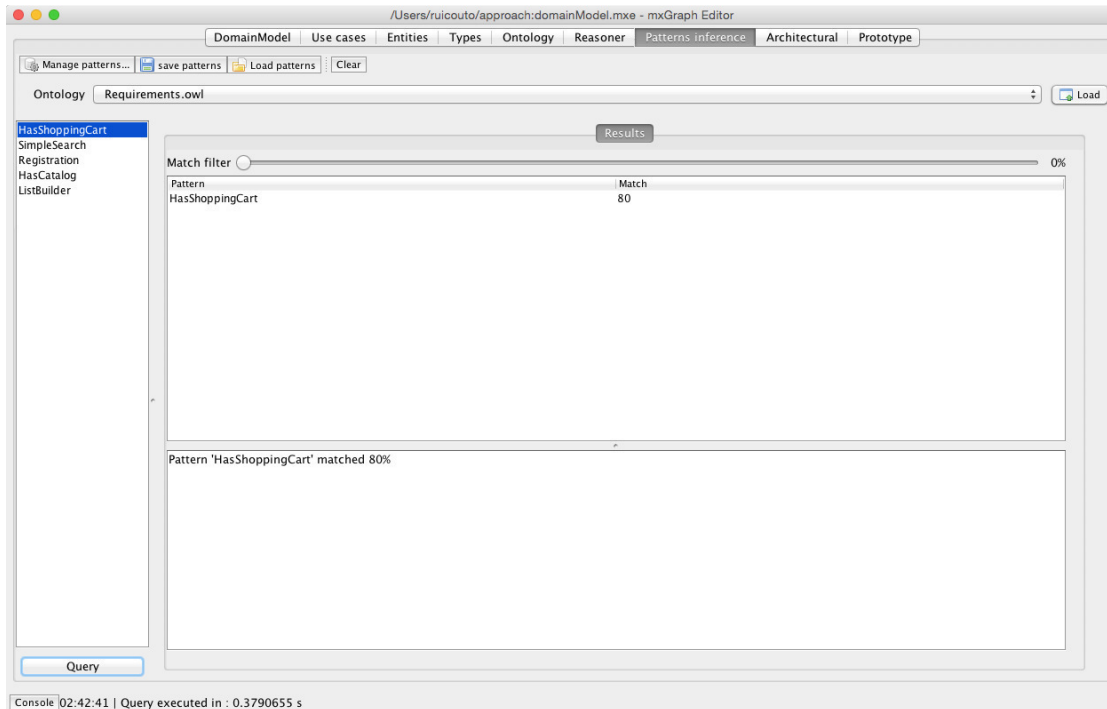 /Users/ruicouto/approach:domainModel.mxe - mxGraph Editor
DomainModel Use cases Entities Types Ontology Reasoner Patterns inference Architectural Prototype
Manage patterns... save patterns Load patterns Clear
Ontology Requirements.owl Load
HasShoppingCart
SimpleSearch
Registration
HasCatalog
ListBuilder
Results
Match filter 0%
Pattern Match
HasShoppingCart 80
Pattern 'HasShoppingCart' matched 80%
Query
Console 02:42:41 | Query executed in : 0.3790655 s